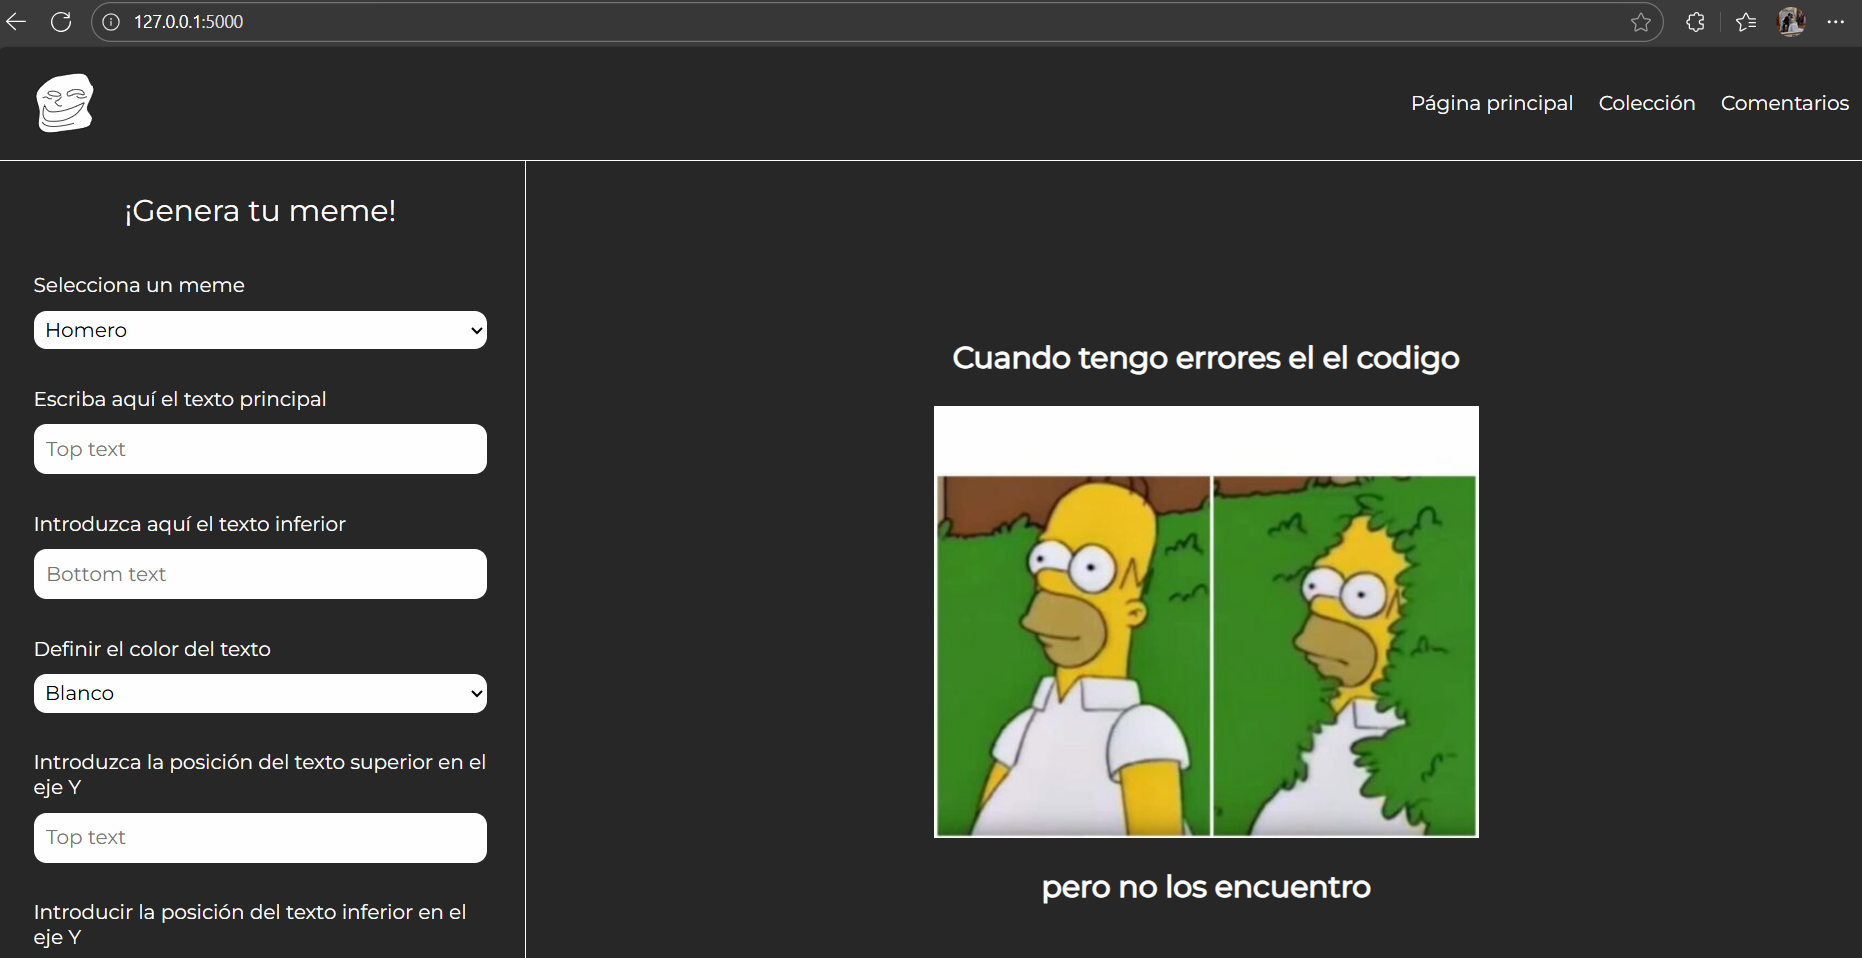 127.0.0.1:5000
Página principal
Colección
Comentarios
¡Genera tu meme!
Selecciona un meme
Homero
Escriba aquí el texto principal
Top text
Introduzca aquí el texto inferior
Bottom text
Definir el color del texto
Blanco
Introduzca la posición del texto superior en el
eje Y
Top text
Introducir la posición del texto inferior en el
eje Y
Cuando tengo errores el el codigo
pero no los encuentro